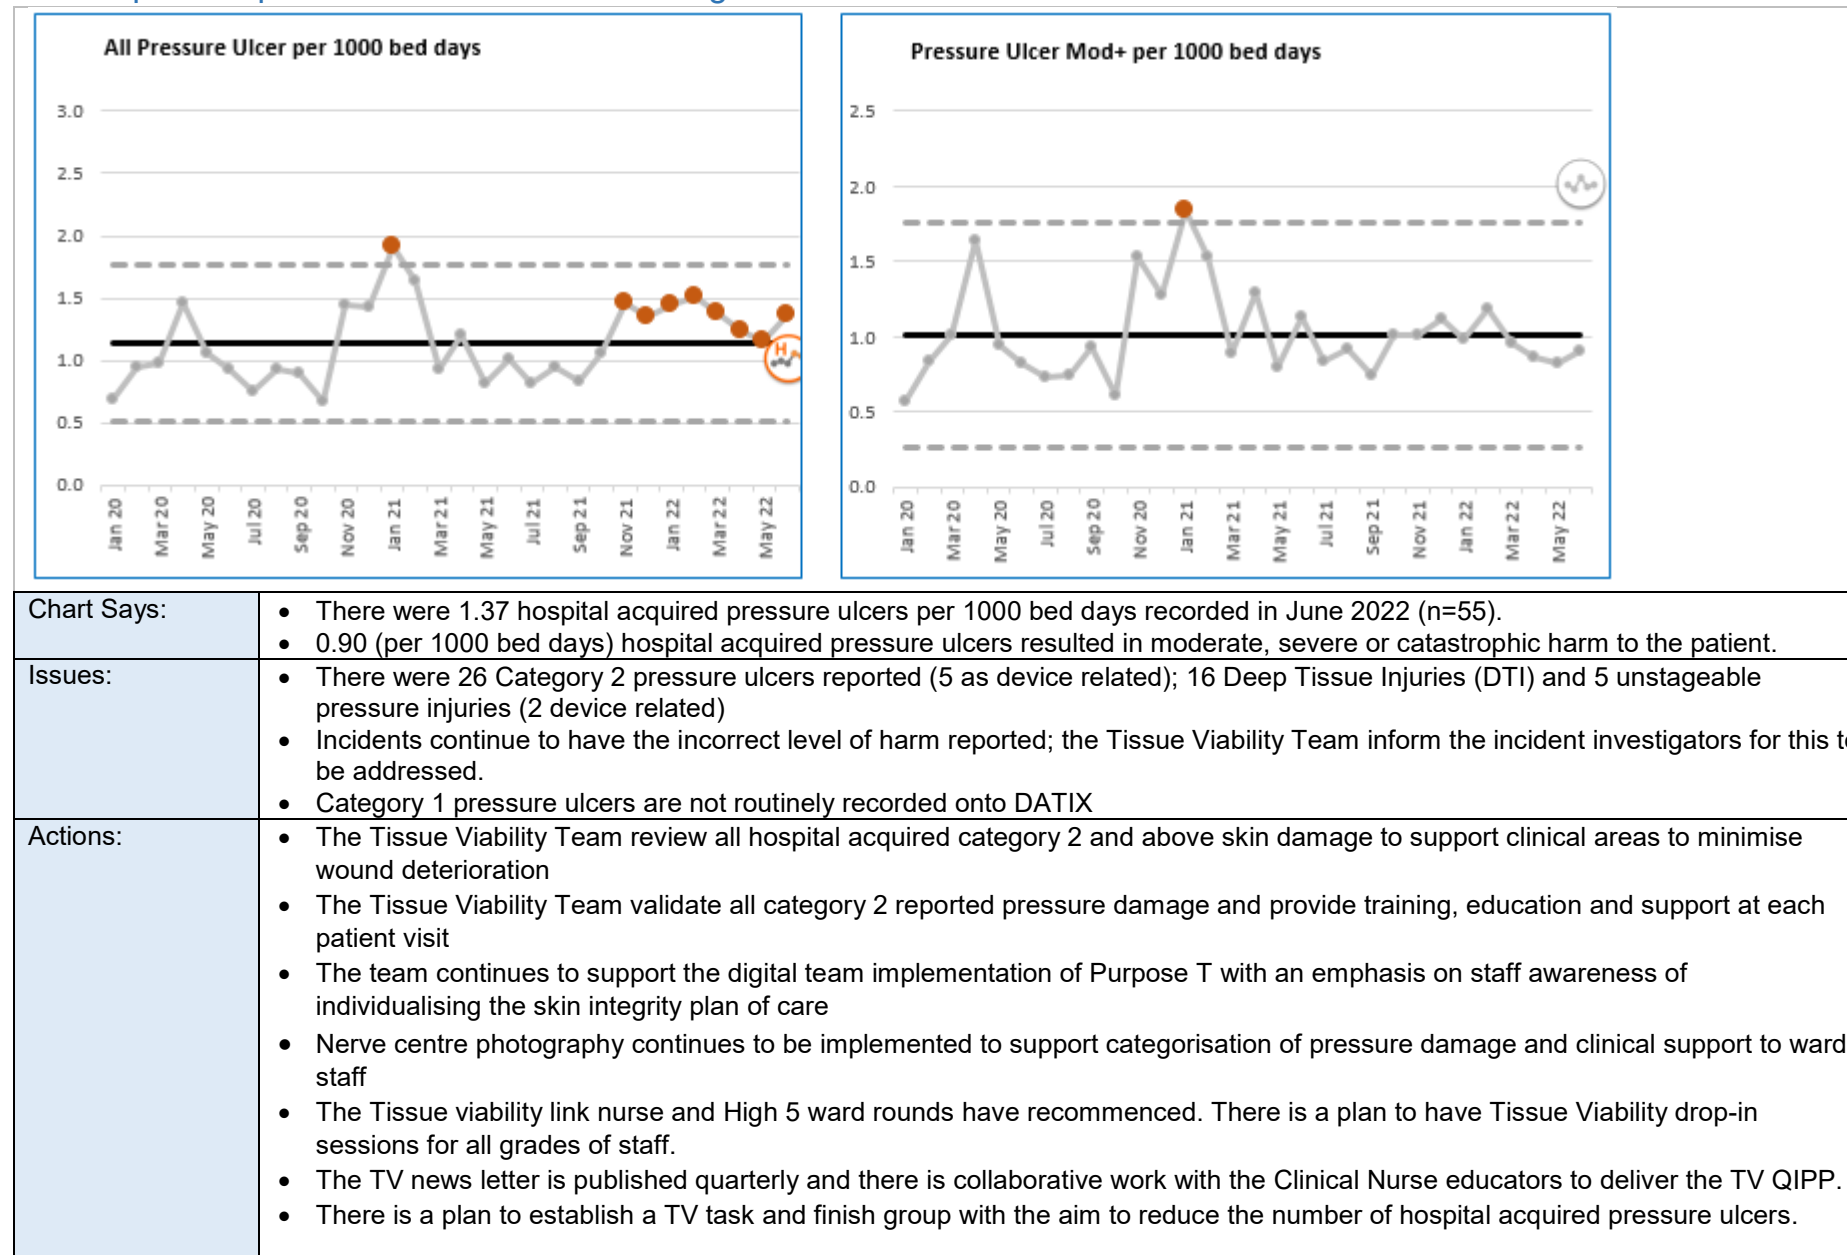 All Pressure Ulcer per 1000 bed days
3.0
2.5
2.0
1.5
1.0
0.5
0.0
H
Jan 20
Mar 20
May 20
Jul 20
Sep 20
Nov 20
Jan 21
Mar 21
May 21
Jul 21
Sep 21
Nov 21
Jan 22
Mar 22
May 22
Pressure Ulcer Mod+ per 1000 bed days
2.5
2.0
1.5
1.0
0.5
0.0
Jan 20
Mar 20
May 20
Jul 20
Sep 20
Nov 20
Jan 21
Mar 21
May 21
Jul 21
Sep 21
Nov 21
Jan 22
Mar 22
May 22
Chart Says:
• There were 1.37 hospital acquired pressure ulcers per 1000 bed days recorded in June 2022 (n=55).
• 0.90 (per 1000 bed days) hospital acquired pressure ulcers resulted in moderate, severe or catastrophic harm to the patient.
Issues:
• There were 26 Category 2 pressure ulcers reported (5 as device related); 16 Deep Tissue Injuries (DTI) and 5 unstageable
pressure injuries (2 device related)
• Incidents continue to have the incorrect level of harm reported; the Tissue Viability Team inform the incident investigators for this
be addressed.
• Category 1 pressure ulcers are not routinely recorded onto DATIX
Actions:
• The Tissue Viability Team review all hospital acquired category 2 and above skin damage to support clinical areas to minimise
wound deterioration
• The Tissue Viability Team validate all category 2 reported pressure damage and provide training, education and support at each
patient visit
• The team continues to support the digital team implementation of Purpose T with an emphasis on staff awareness of
individualising the skin integrity plan of care
• Nerve centre photography continues to be implemented to support categorisation of pressure damage and clinical support to ward
staff
• The Tissue viability link nurse and High 5 ward rounds have recommenced. There is a plan to have Tissue Viability drop-in
sessions for all grades of staff.
• The TV news letter is published quarterly and there is collaborative work with the Clinical Nurse educators to deliver the TV QIPP.
• There is a plan to establish a TV task and finish group with the aim to reduce the number of hospital acquired pressure ulcers.